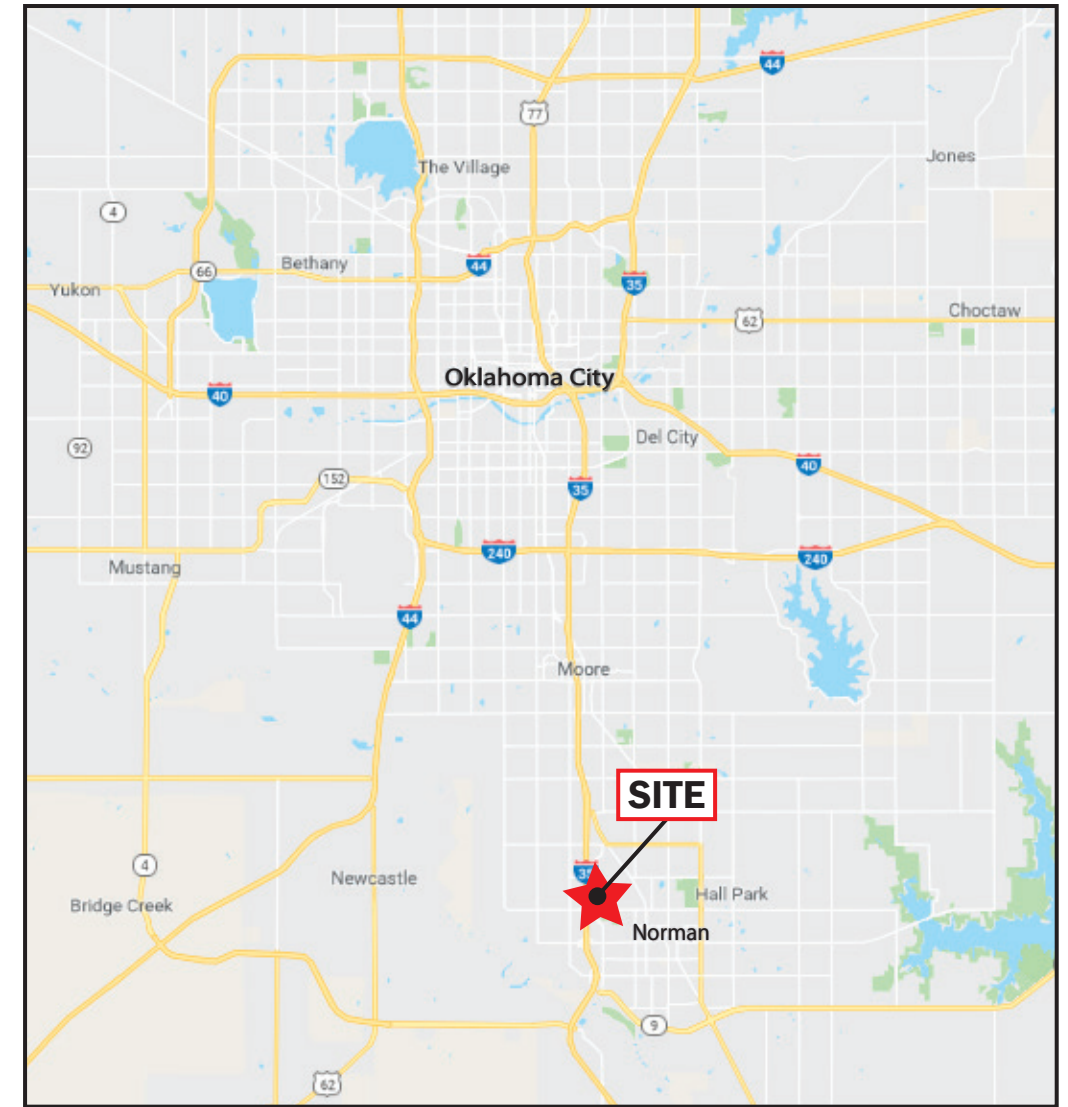 44
77
The Village
Jones
4
66
Bethany
44
Yukon
35
62
Choctaw
Oklahoma City
40
92
Del City
152
35
40
240
240
Mustang
44
Moore
SITE
4
35
Newcastle
Hall Park
Bridge Creek
Norman
9
62